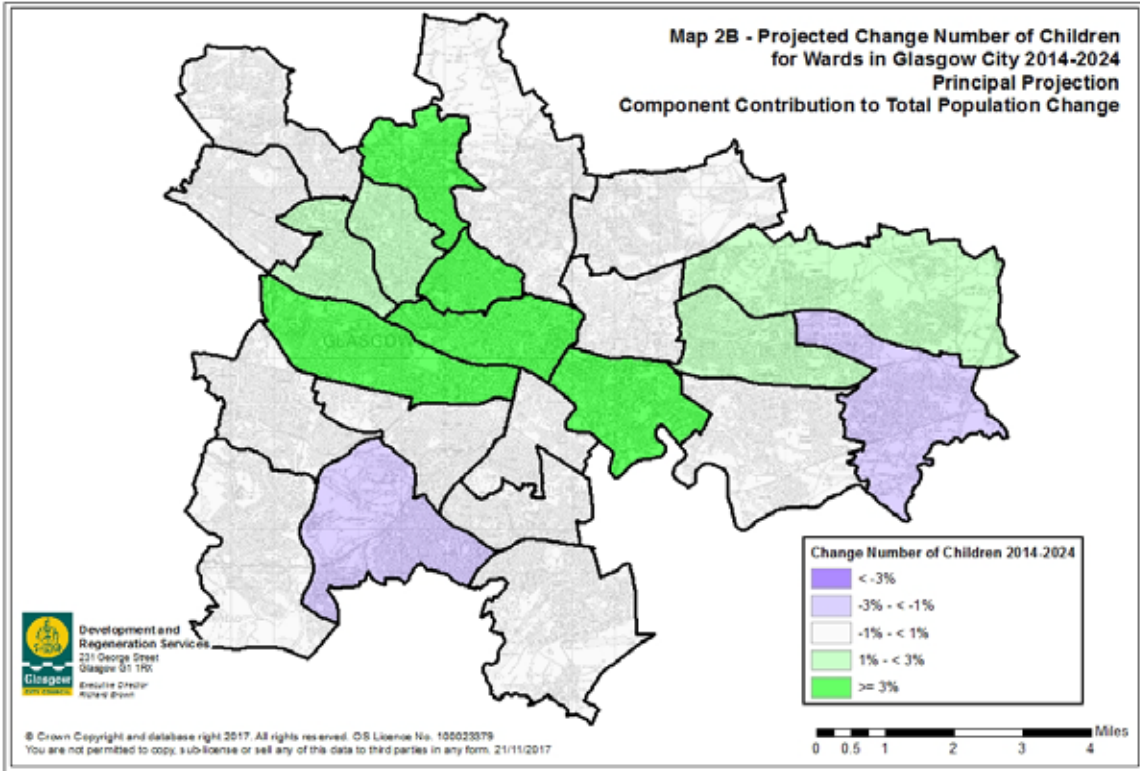 Map 2B - Projected Change Number of Children
for Wards in Glasgow City 2014-2024
Principal Projection
Component Contribution to Total Population Change
GLASGOW
Change Number of Children 2014-2024
< -3%
-3% - < -1%
-1% - < 1%
1% - < 3%
>= 3%
Development and
Regeneration Services
231 George Street
Glasgow G1 1RX
Executive Director
Richard Brown
Glasgow
CITY COUNCIL
© Crown Copyright and database right 2017. All rights reserved. OS Licence No. 100023379
You are not permitted to copy, sub-license or sell any of this data to third parties in any form. 21/11/2017
Miles
0 0.5 1 2 3 4